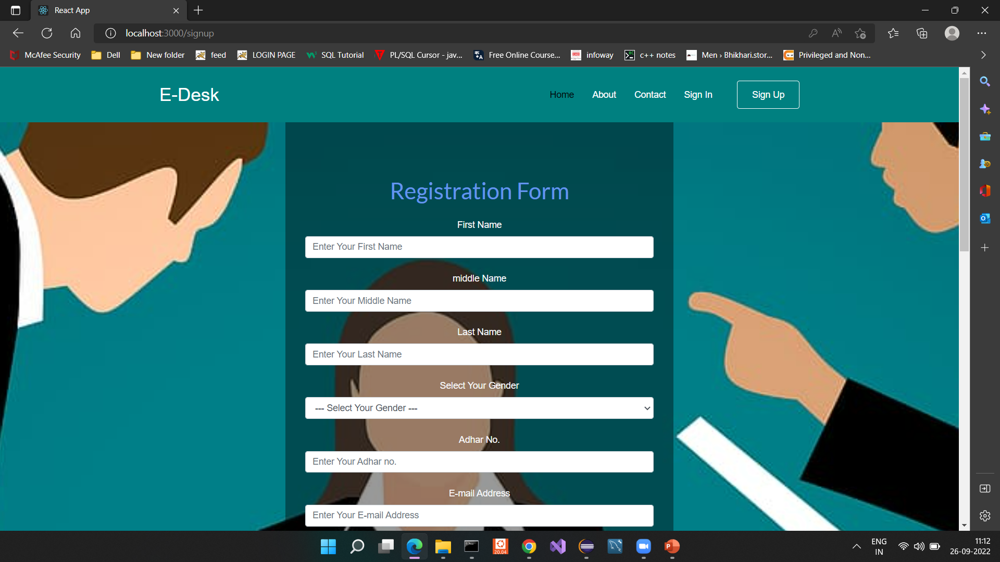 React App
localhost:3000/signup
McAfee Security Dell New folder feed LOGIN PAGE SQL Tutorial PL/SQL Cursor - jav... Free Online Course... infoway c++ notes Men › Bhikhari.stor... Privileged and Non...
E-Desk Home About Contact Sign In Sign Up
Registration Form
First Name
Enter Your First Name
middle Name
Enter Your Middle Name
Last Name
Enter Your Last Name
Select Your Gender
--- Select Your Gender ---
Adhar No.
Enter Your Adhar no.
E-mail Address
Enter Your E-mail Address
20.04
ENG
IN
11:12
26-09-2022